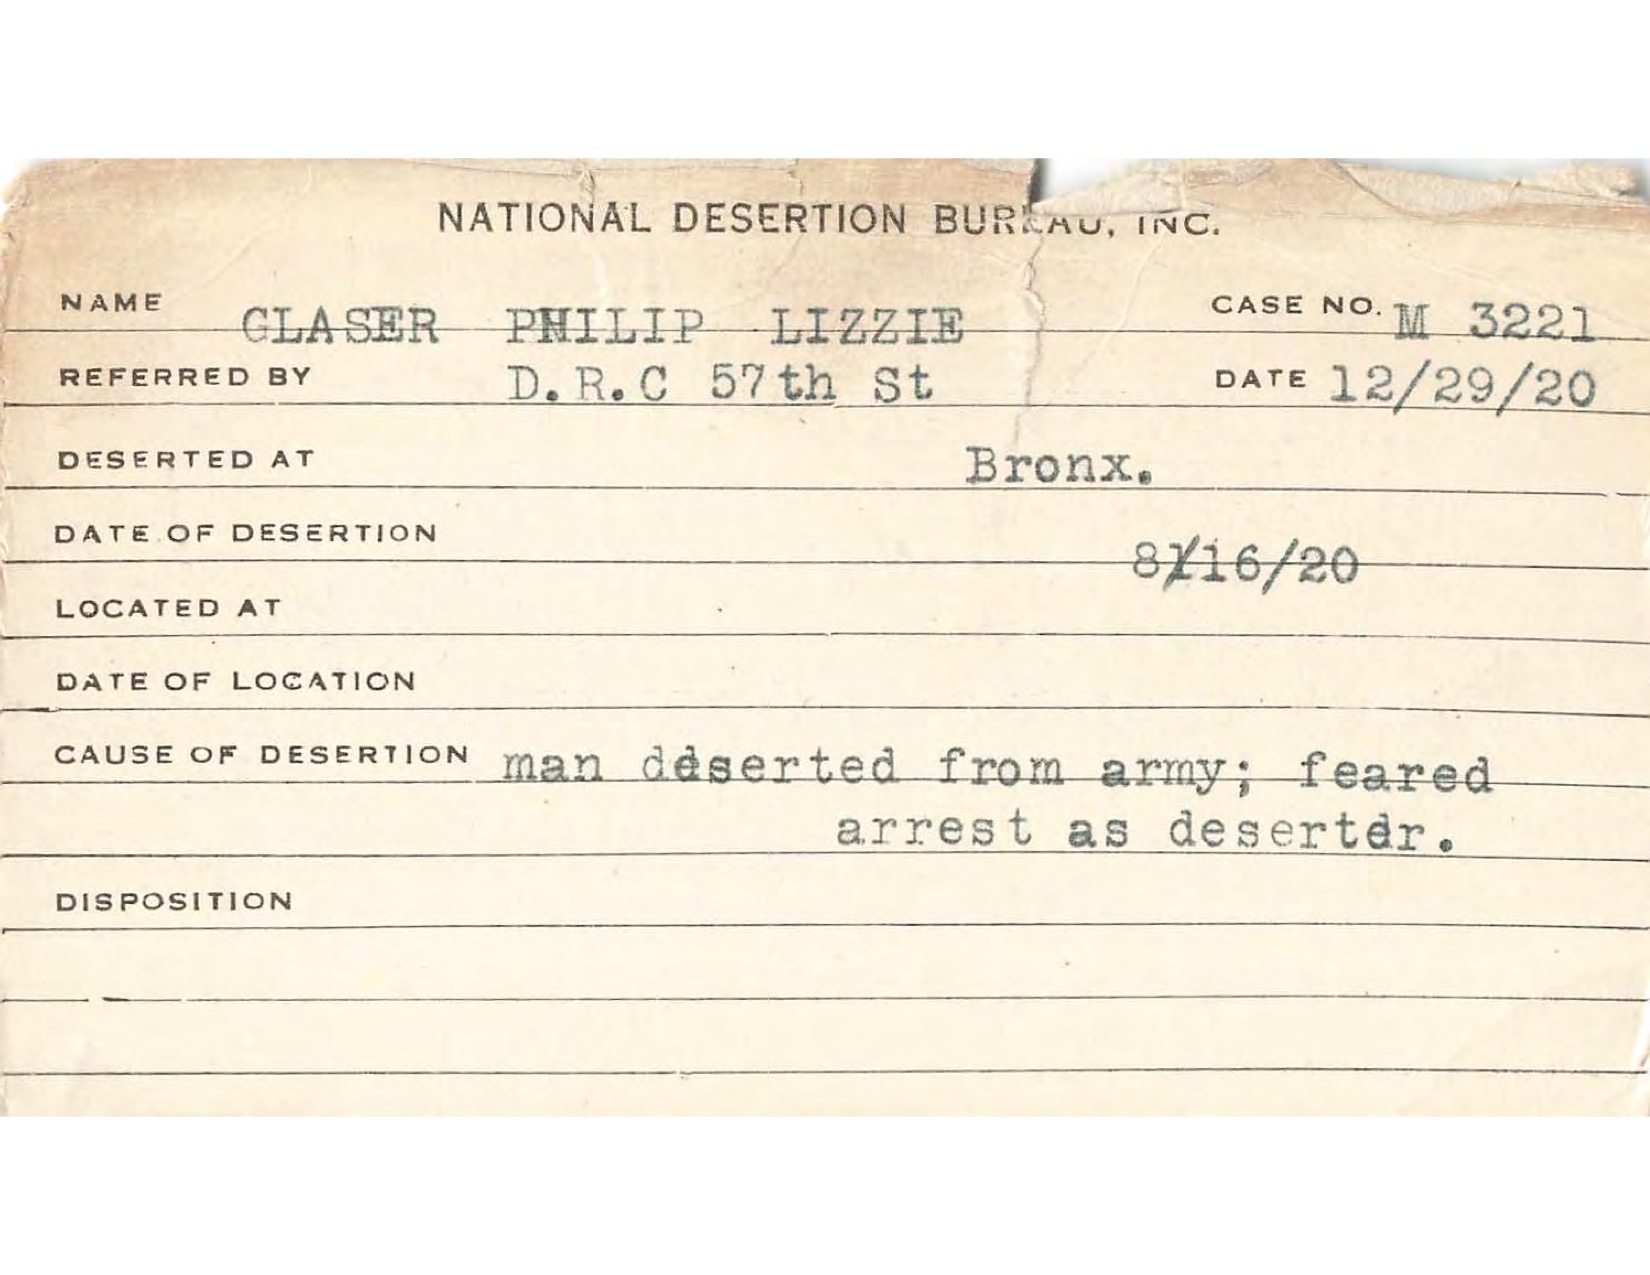 NATIONAL DESERTION BUREAU, INC.
NAME GLASER PHILIP LIZZIE CASE NO. M 3221
REFERRED BY D.R.C 57th St DATE 12/29/20
DESERTED AT Bronx.
DATE OF DESERTION 8/16/20
LOCATED AT
DATE OF LOCATION
CAUSE OF DESERTION man deserted from army; feared
arrest as deserter.
DISPOSITION